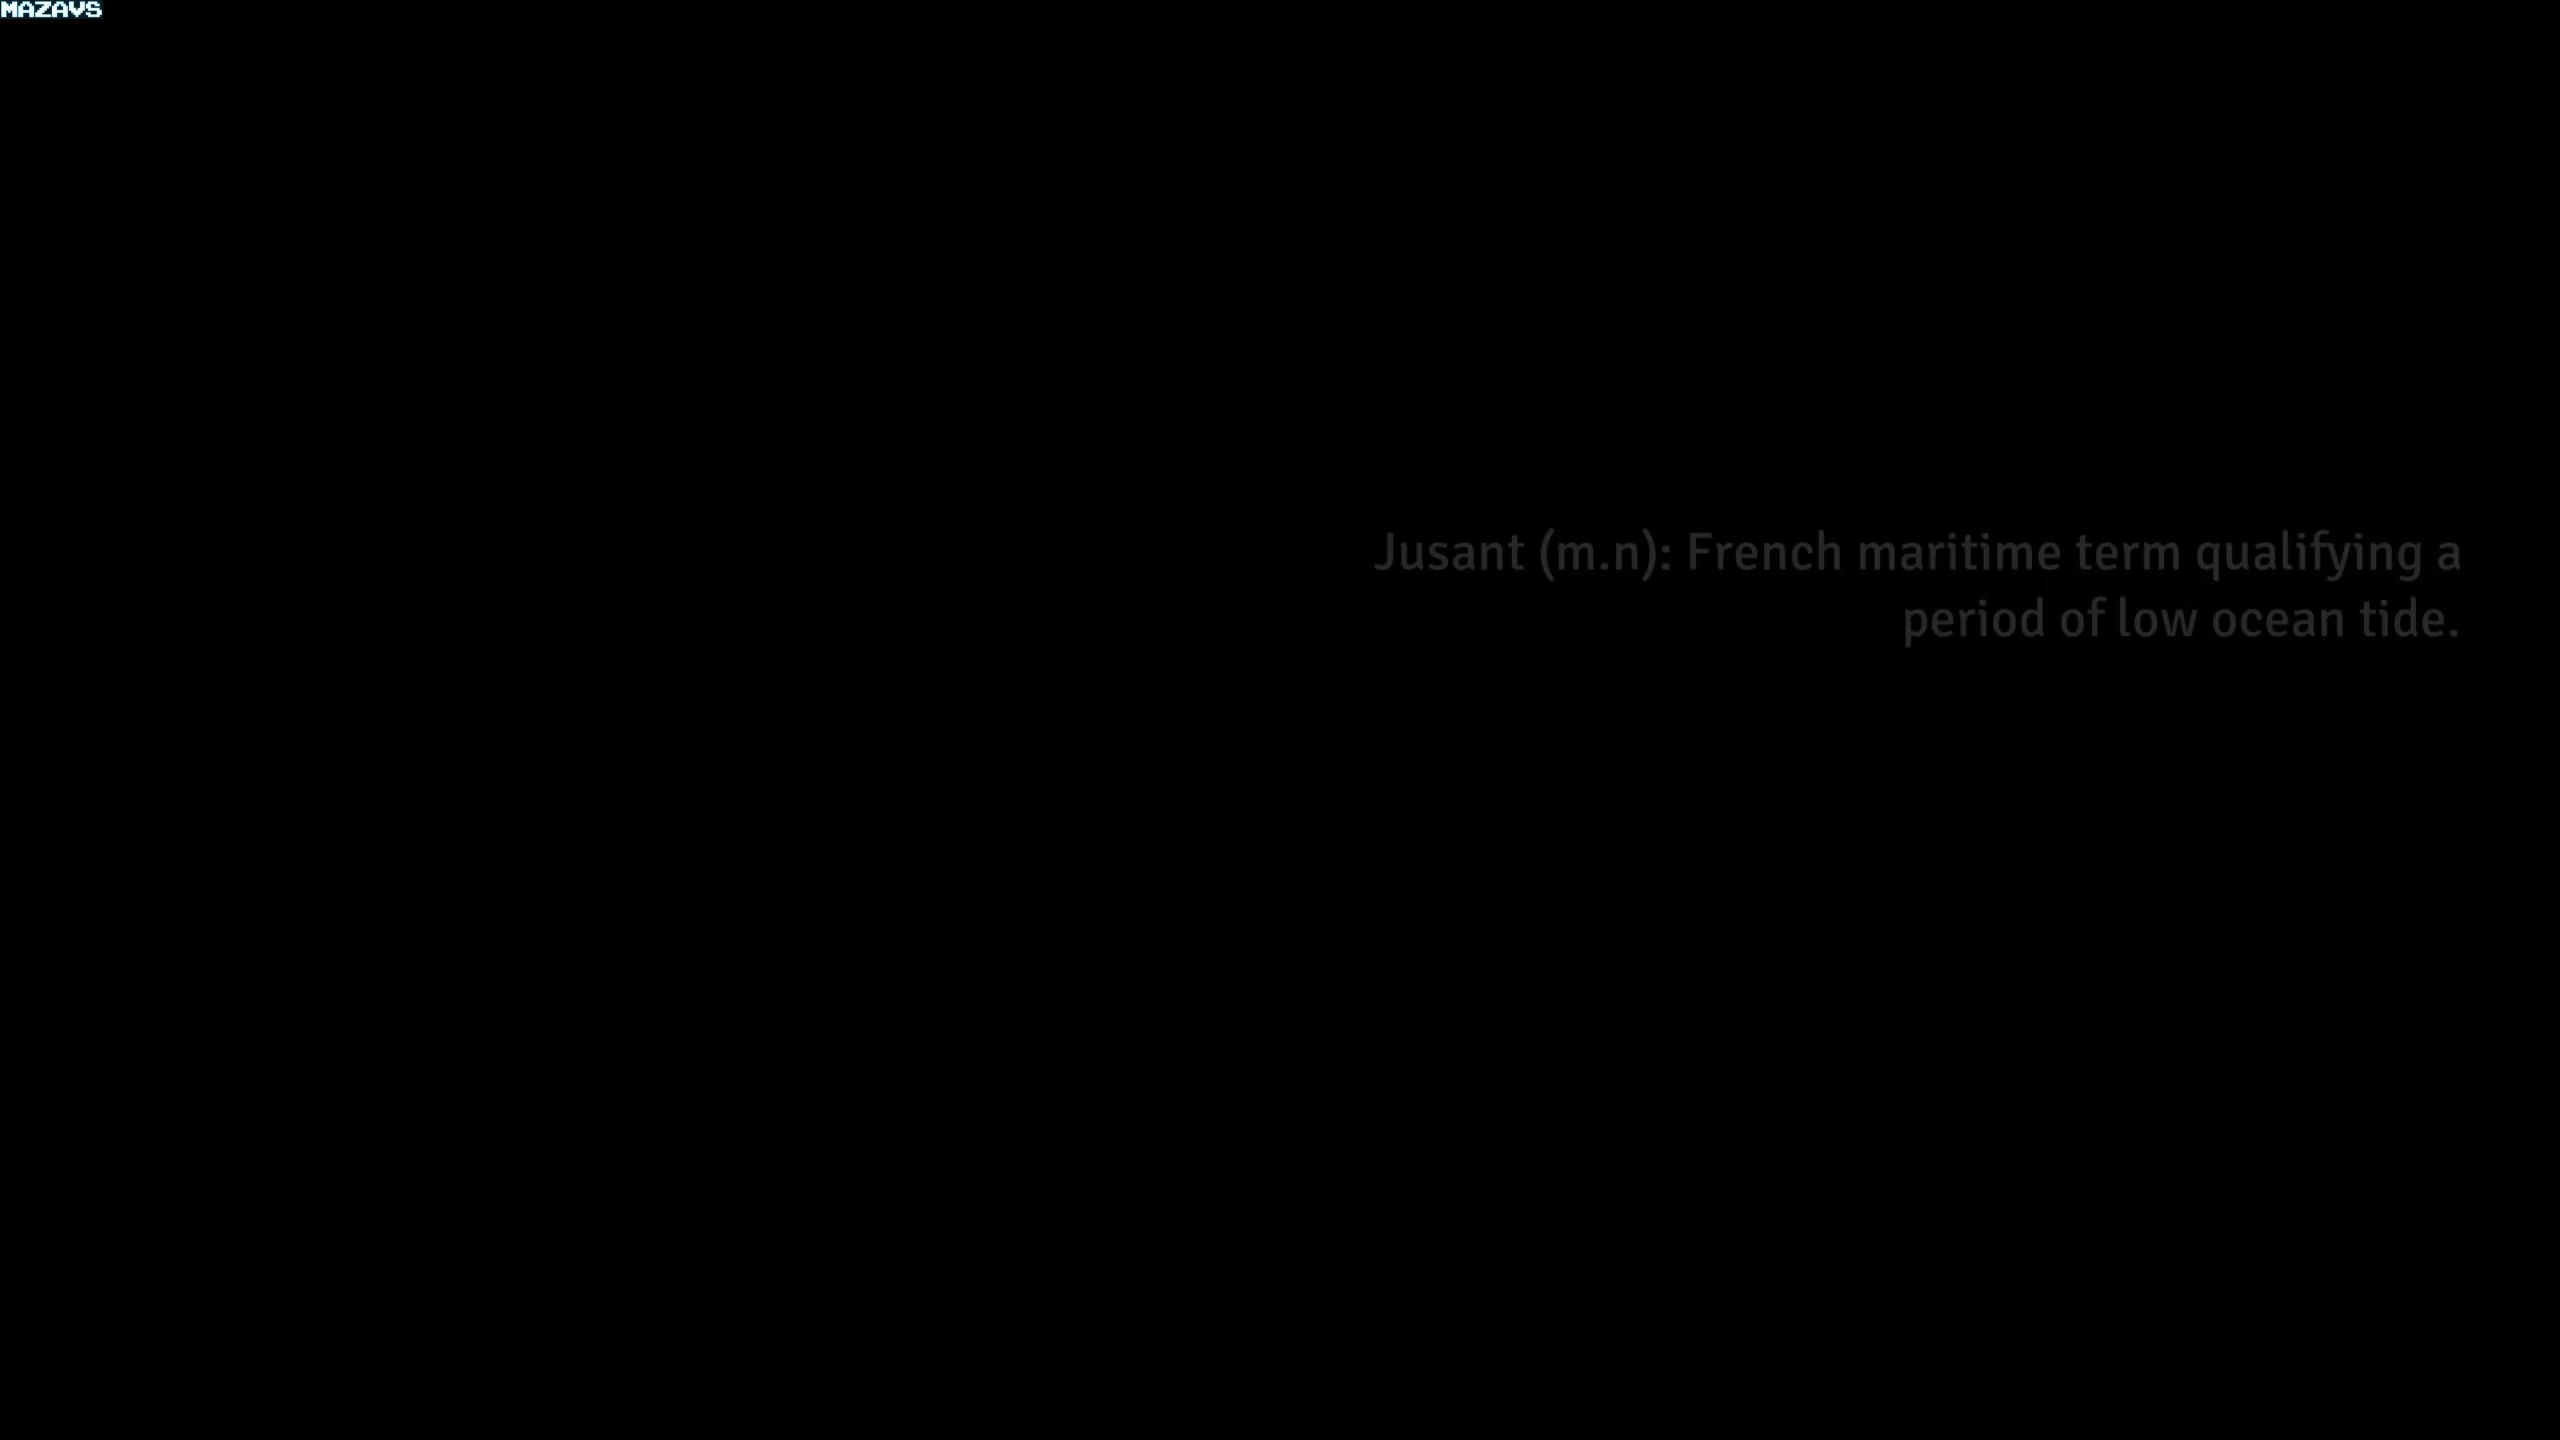 MAZAVS
Jusant (m.n): French maritime term qualifying a
period of low ocean tide.